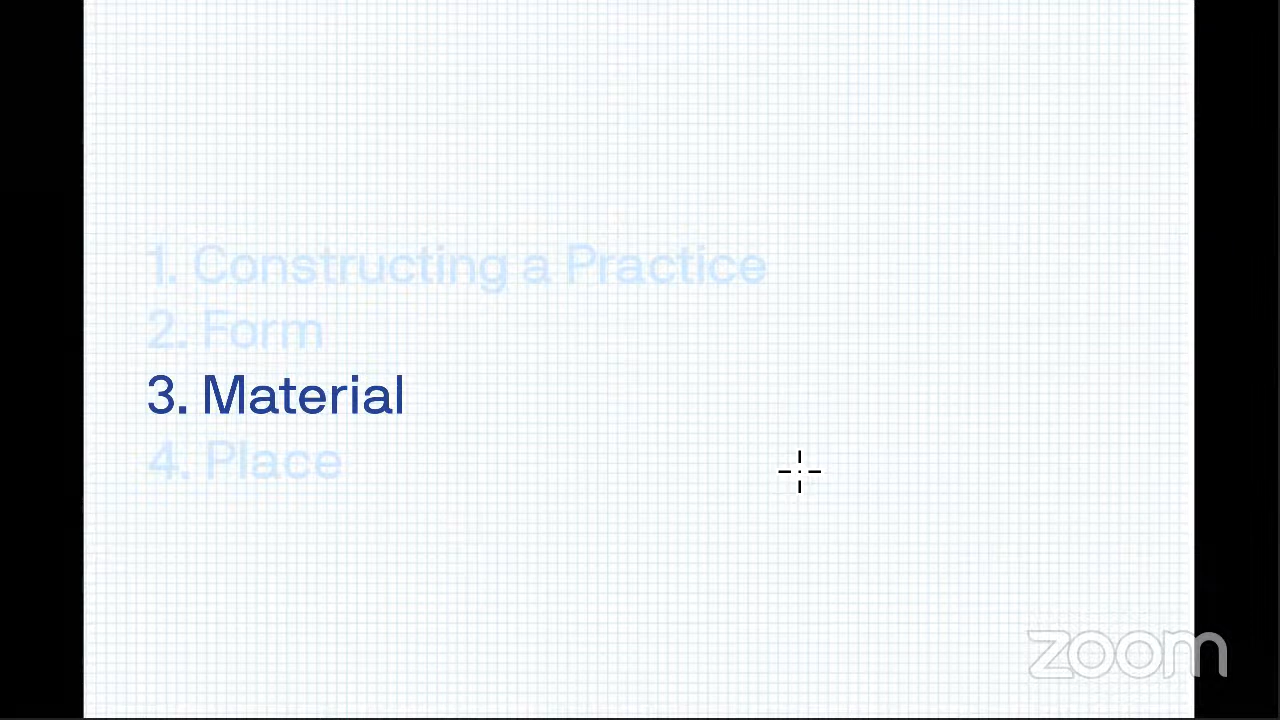 1. Constructing a Practice
2. Form
3. Material
4. Place
zoom